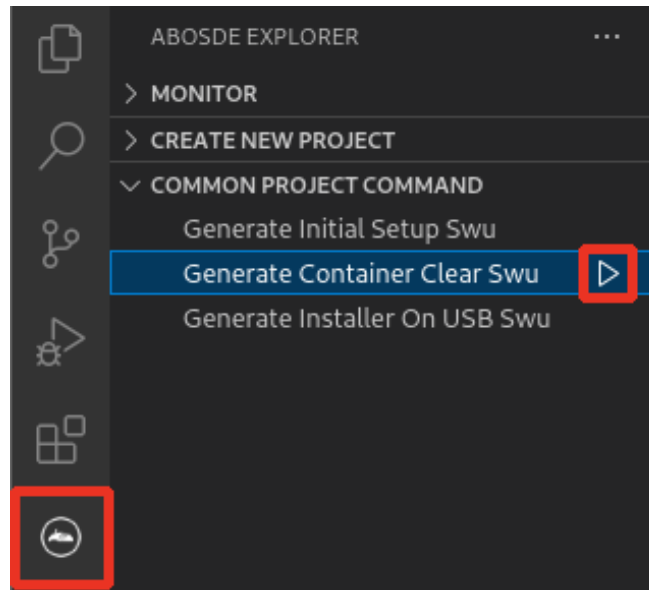 ABOSDE EXPLORER
MONITOR
CREATE NEW PROJECT
COMMON PROJECT COMMAND
Generate Initial Setup Swu
Generate Container Clear Swu
Generate Installer On USB Swu